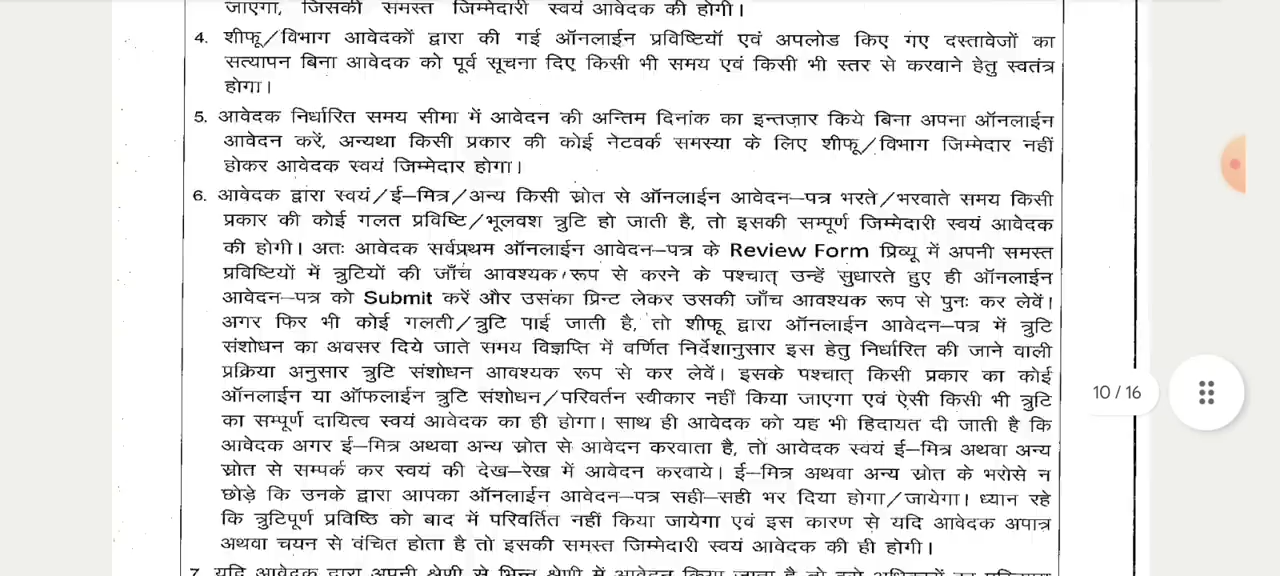 जाएगा, जिसकी समस्त जिम्मेदारी स्वयं आवेदक की होगी।
4. शीफू/विभाग आवेदकों द्वारा की गई ऑनलाईन प्रविष्टियॉ एवं अपलोड किए गए दस्तावेजों का
सत्यापन बिना आवेदक को पूर्व सूचना दिए किसी भी समय एवं किसी भी स्तर से करवाने हेतु स्वतंत्र
होगा।
5. आवेदक निर्धारित समय सीमा में आवेदन की अन्तिम दिनांक का इन्तज़ार किये बिना अपना ऑनलाईन
आवेदन करें, अन्यथा किसी प्रकार की कोई नेटवर्क समस्या के लिए शीफू/विभाग जिम्मेदार नहीं
होकर आवेदक स्वयं जिम्मेदार होगा।
6. आवेदक द्वारा स्वयं/ई–मित्र/अन्य किसी स्रोत से ऑनलाईन आवेदन–पत्र भरते/भरवाते समय किसी
प्रकार की कोई गलत प्रविष्टि/भूलवश त्रुटि हो जाती है, तो इसकी सम्पूर्ण जिम्मेदारी स्वयं आवेदक
की होगी। अतः आवेदक सर्वप्रथम ऑनलाईन आवेदन–पत्र के Review Form प्रिव्यू में अपनी समस्त
प्रविष्टियों में त्रुटियों की जाँच आवश्यक रूप से करने के पश्चात् उन्हें सुधारते हुए ही ऑनलाईन
आवेदन–पत्र को Submit करें और उसका प्रिन्ट लेकर उसकी जाँच आवश्यक रूप से पुनः कर लेवें।
अगर फिर भी कोई गलती/त्रुटि पाई जाती है, तो शीफू द्वारा ऑनलाईन आवेदन–पत्र में त्रुटि
संशोधन का अवसर दिये जाते समय विज्ञप्ति में वर्णित निर्देशानुसार इस हेतु निर्धारित की जाने वाली
प्रक्रिया अनुसार त्रुटि संशोधन आवश्यक रूप से कर लेवें। इसके पश्चात् किसी प्रकार का कोई
ऑनलाईन या ऑफलाईन त्रुटि संशोधन/परिवर्तन स्वीकार नहीं किया जाएगा एवं ऐसी किसी भी त्रुटि
का सम्पूर्ण दायित्व स्वयं आवेदक का ही होगा। साथ ही आवेदक को यह भी हिदायत दी जाती है कि
आवेदक अगर ई–मित्र अथवा अन्य स्रोत से आवेदन करवाता है, तो आवेदक स्वयं ई–मित्र अथवा अन्य
स्रोत से सम्पर्क कर स्वयं की देख–रेख में आवेदन करवाये। ई–मित्र अथवा अन्य स्रोत के भरोसे न
छोड़े कि उनके द्वारा आपका ऑनलाईन आवेदन–पत्र सही–सही भर दिया होगा/जायेगा। ध्यान रहे
कि त्रुटिपूर्ण प्रविष्ठि को बाद में परिवर्तित नहीं किया जायेगा एवं इस कारण से यदि आवेदक अपात्र
अथवा चयन से वंचित होता है तो इसकी समस्त जिम्मेदारी स्वयं आवेदक की ही होगी।
7. यदि आवेदक द्वारा अपनी श्रेणी से भिन्न श्रेणी में आवेदन किया जाता है तो
10 / 16